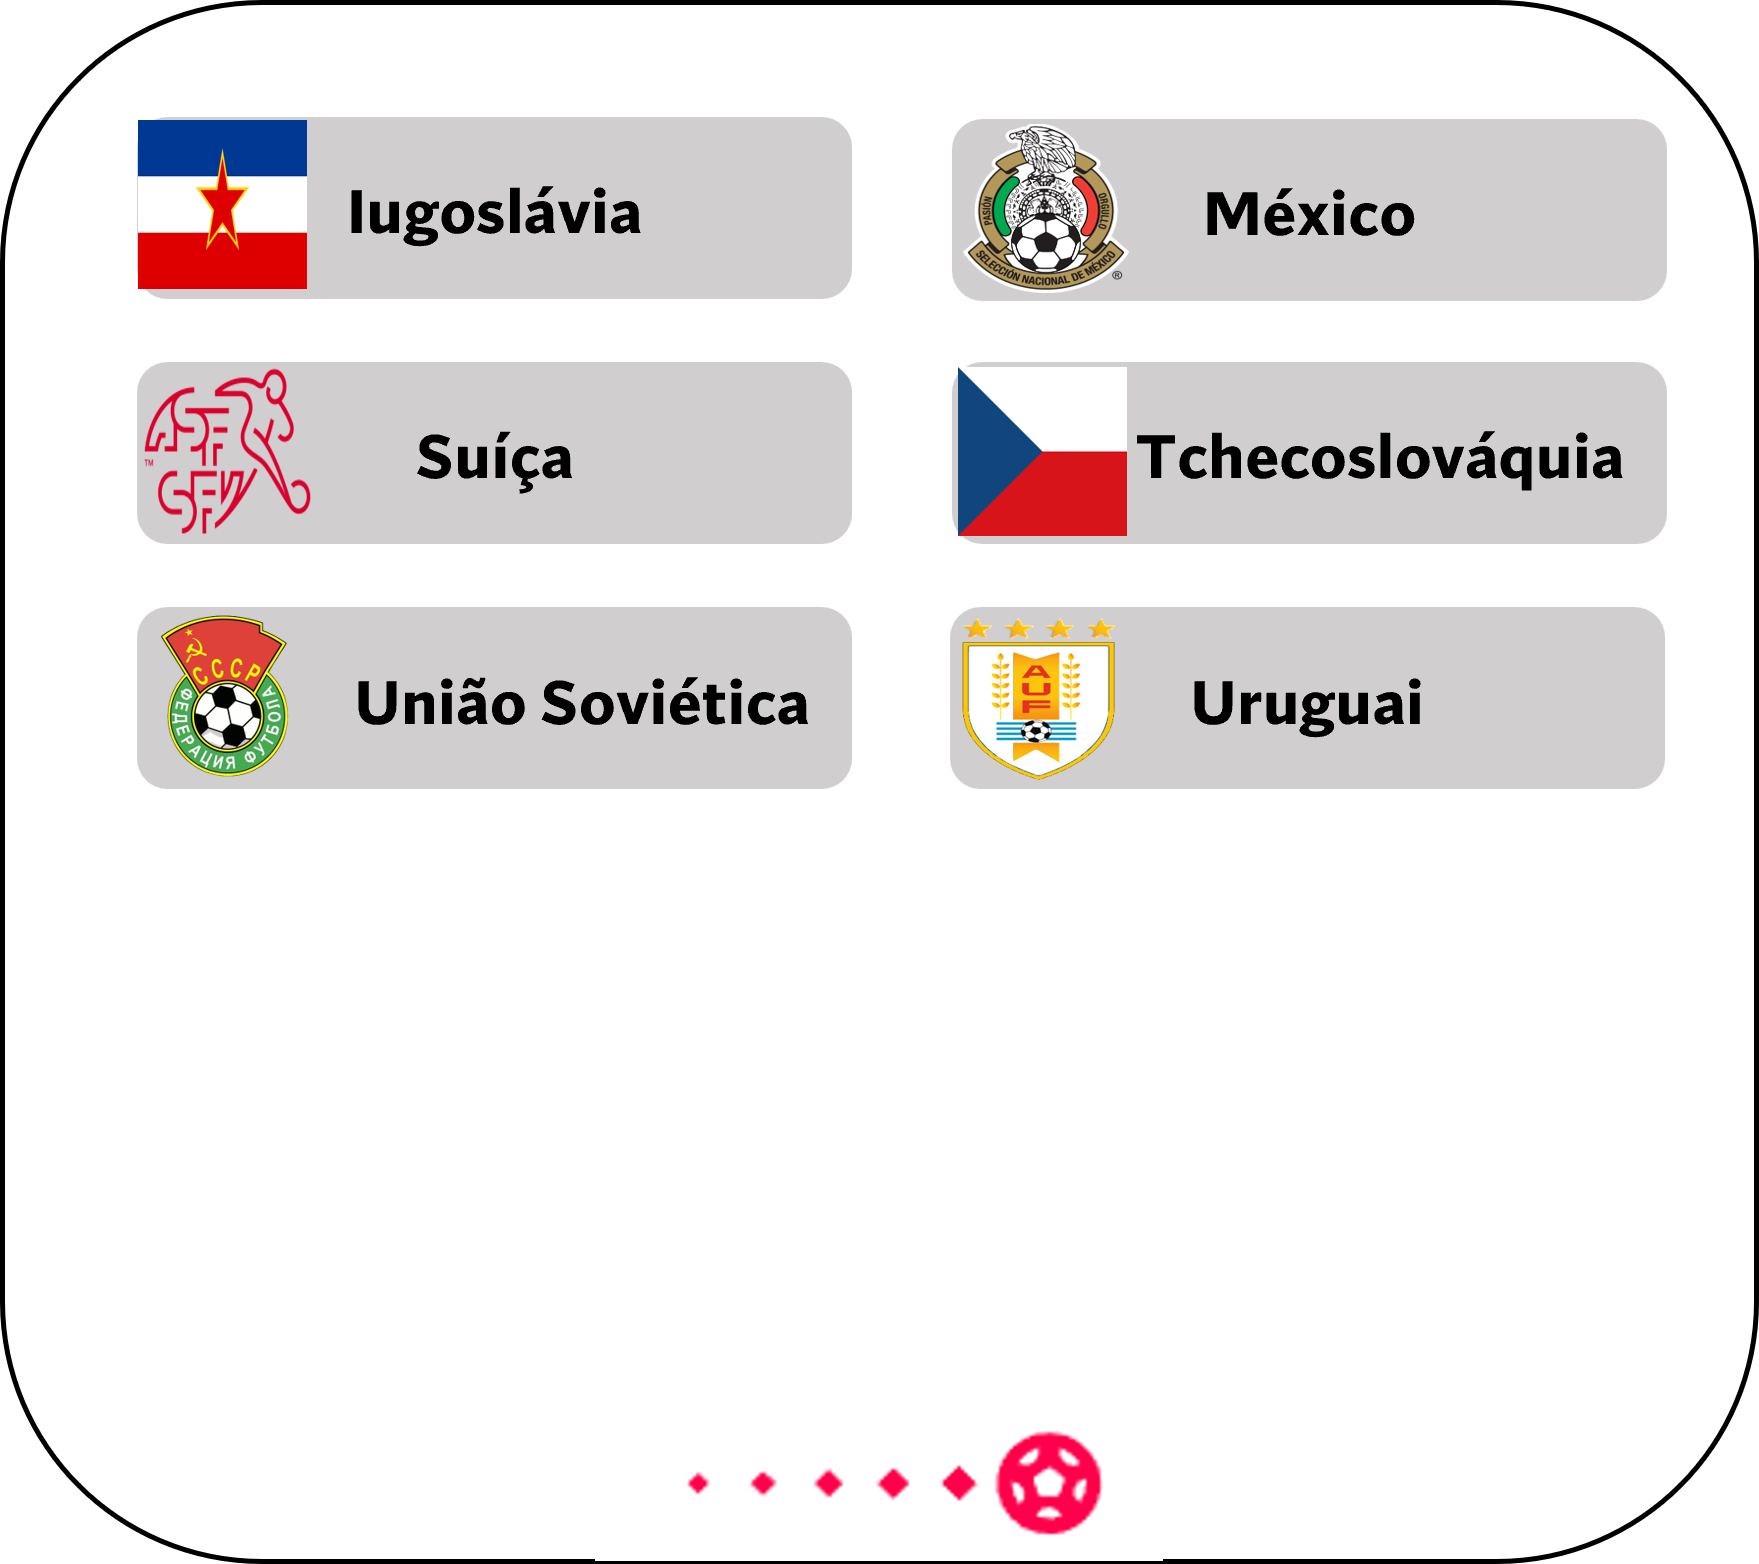 Iugoslávia
PASIÓN
ORGULLO
SELECCIÓN NACIONAL DE MÉXICO
®
México
ASF
SFV
TM
Suíça
Tchecoslováquia
СССР
ФЕДЕРАЦИЯ ФУТБОЛА
União Soviética
AUF
Uruguai